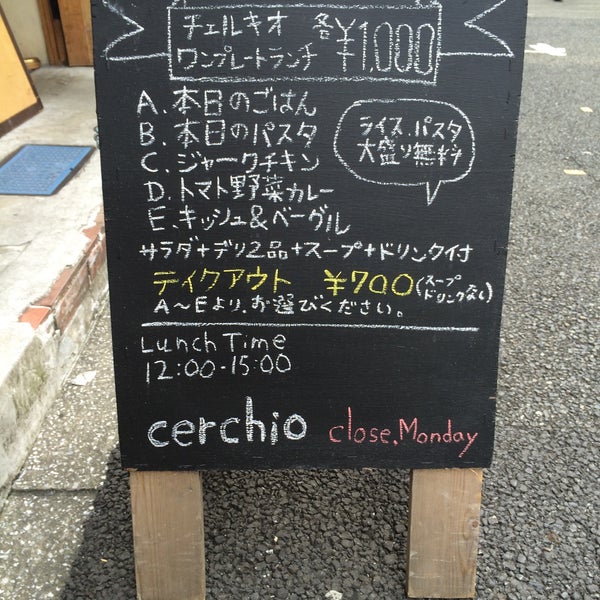 チェルキオ 各 ¥1.000
ワンプレートランチ
A. 本日のごはん
B. 本日のパスタ
C. ジャークチキン
D. トマト野菜カレー
E. キッシュ&ベーグル
ライス、パスタ
大盛り無料
サラダ+デリ2品+スープ+ドリンク付
テイクアウト ¥700(スープ
ドリンクなし)
A〜Eより、お選びください。
Lunch Time
12:00-15:00
cerchio close.Monday